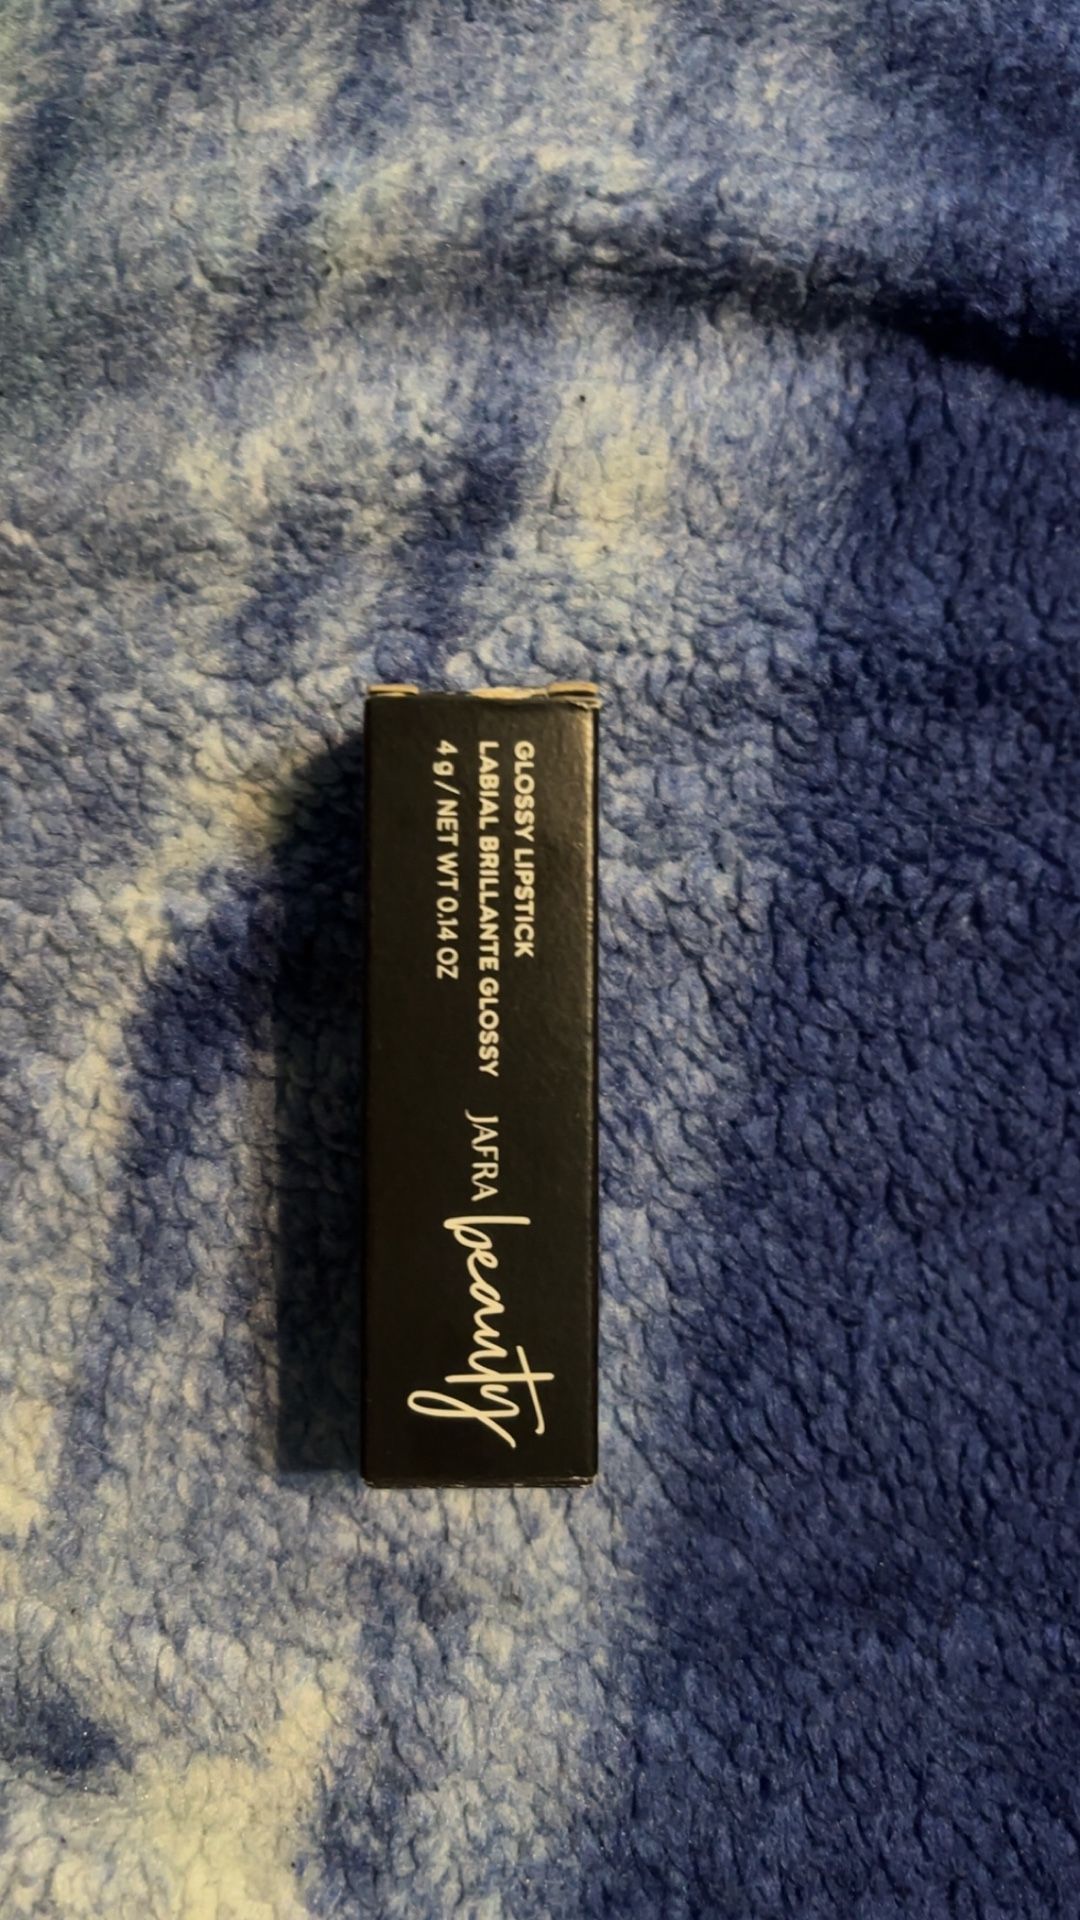 GLOSSY LIPSTICK
LABIAL BRILLANTE GLOSSY
4 g / NET WT 0.14 OZ
JAFRA beauty